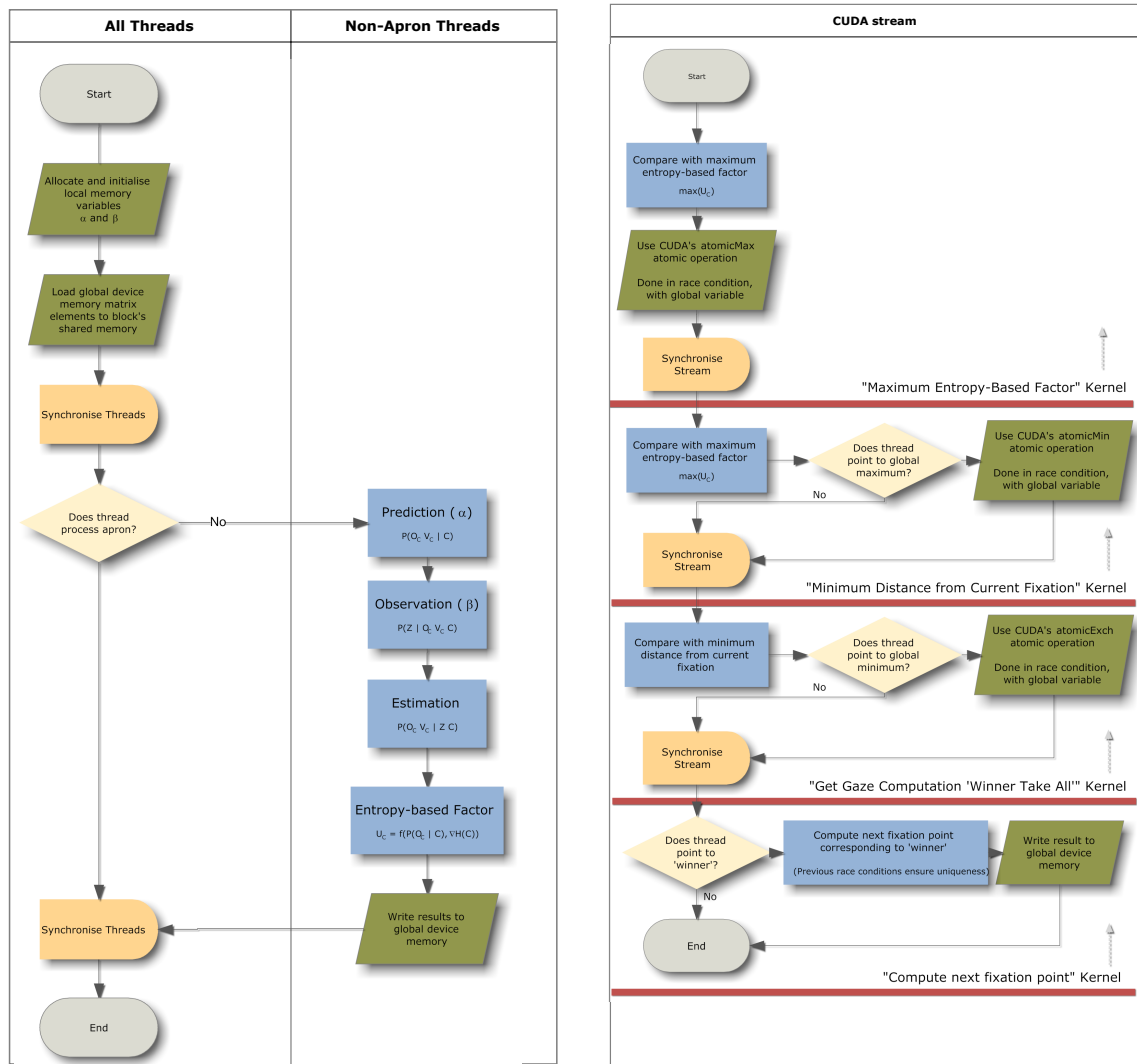 All Threads
Non-Apron Threads
Start
Allocate and initialise
local memory
variables
α and β
Load global device
memory matrix
elements to block's
shared memory
Synchronise Threads
Does thread
process apron?
No
Prediction ( α)
P(O_C V_C | C)
Observation ( β)
P(Z | O_C V_C C)
Estimation
P(O_C V_C | Z C)
Entropy-based Factor
U_C = f(P(O_C | C), ∇H(C))
Write results to
global device
memory
Synchronise Threads
End
CUDA stream
Start
Compare with maximum
entropy-based factor
max(U_C)
Use CUDA's atomicMax
atomic operation
Done in race condition,
with global variable
Synchronise
Stream
"Maximum Entropy-Based Factor" Kernel
Compare with maximum
entropy-based factor
max(U_C)
Does thread
point to global
maximum?
No
Use CUDA's atomicMin
atomic operation
Done in race condition,
with global variable
Synchronise
Stream
"Minimum Distance from Current Fixation" Kernel
Compare with minimum
distance from current
fixation
Does thread
point to global
minimum?
No
Use CUDA's atomicExch
atomic operation
Done in race condition,
with global variable
Synchronise
Stream
"Get Gaze Computation 'Winner Take All'" Kernel
Does thread
point to
'winner'?
No
Compute next fixation point
corresponding to 'winner'
(Previous race conditions ensure uniqueness)
Write result to
global device
memory
End
"Compute next fixation point" Kernel